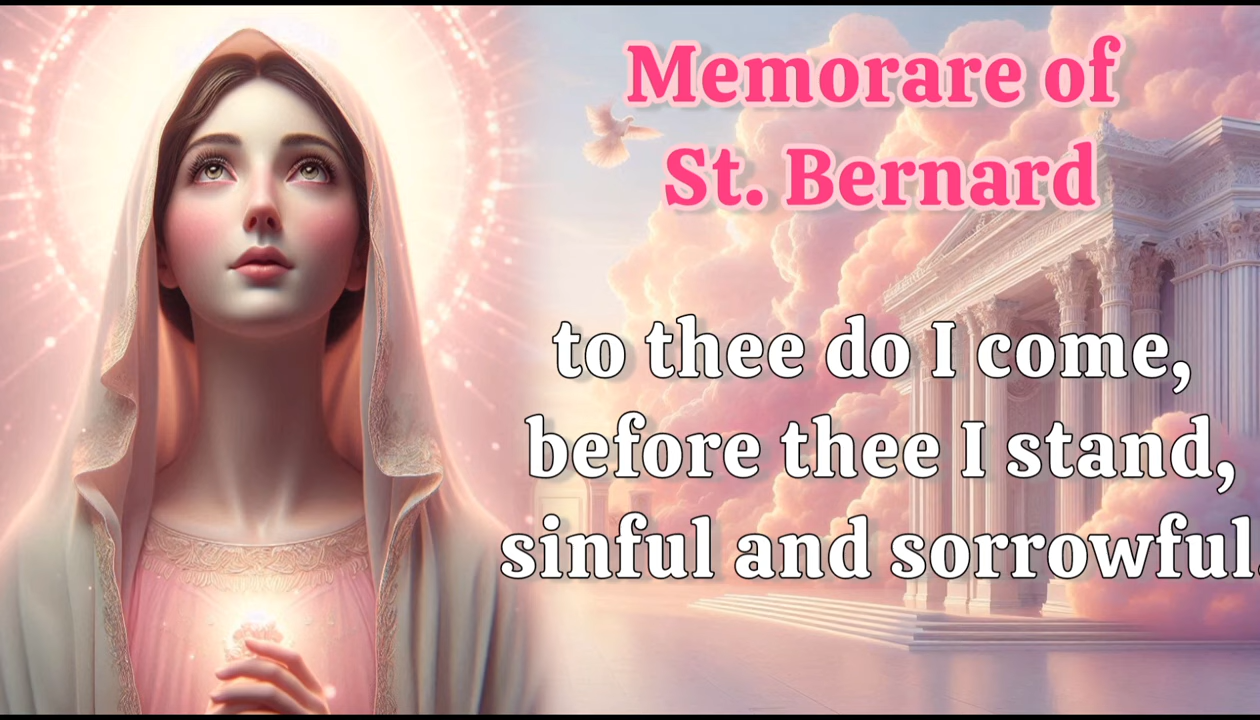 Memorare of
St. Bernard
to thee do I come,
before thee I stand,
sinful and sorrowful.